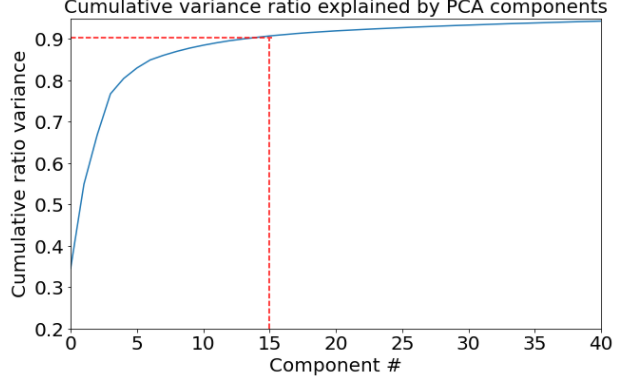 Cumulative variance ratio explained by PCA components
Cumulative ratio variance
0.9
0.8
0.7
0.6
0.5
0.4
0.3
0.2
0 5 10 15 20 25 30 35 40
Component #